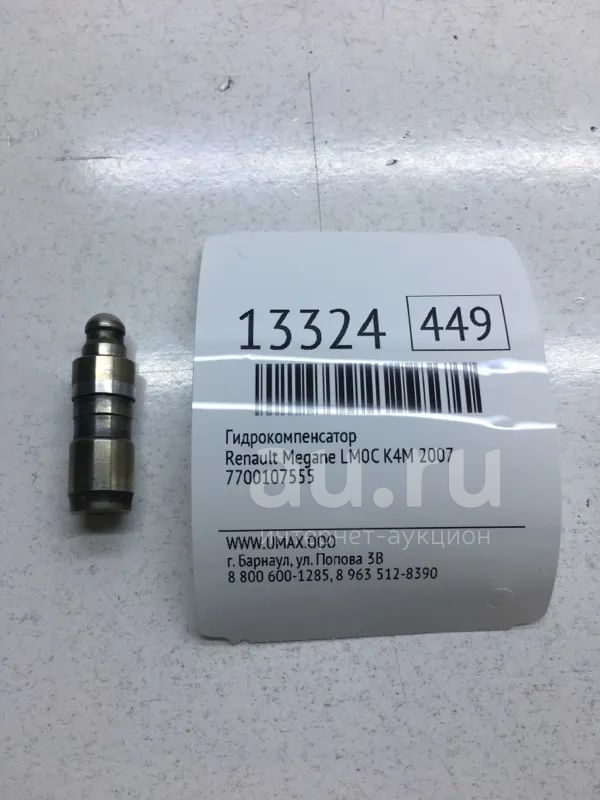 13324 449
Гидрокомпенсатор
Renault Megane LM0C K4M 2007
7700107555
au.ru
интернет-аукцион
WWW.UMAX.OOO
г. Барнаул, ул. Попова 3В
8 800 600-1285, 8 963 512-8390